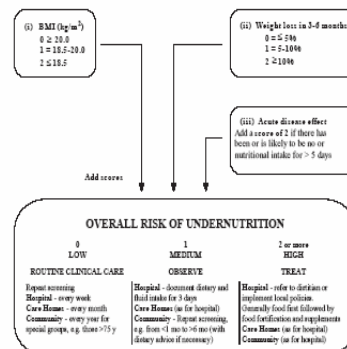 (i) BMI (kg/m²)
0 ≥ 20.0
1 = 18.5-20.0
2 ≤ 18.5
(ii) Weight loss in 3-6 months
0 = ≤ 5%
1 = 5-10%
2 ≥ 10%
(iii) Acute disease effect
Add a score of 2 if there has
been or is likely to be no or
nutritional intake for > 5 days
Add scores
OVERALL RISK OF UNDERNUTRITION
0
LOW
ROUTINE CLINICAL CARE
Repeat screening
Hospital - every week
Care Homes - every month
Community - every year for
special groups, e.g. those >75 y
1
MEDIUM
OBSERVE
Hospital - document dietary and
fluid intake for 3 days
Care Homes (as for hospital)
Community - Repeat screening,
e.g. from <1 mo to >6 mo (with
dietary advice if necessary)
2 or more
HIGH
TREAT
Hospital - refer to dietitian or
implement local policies.
Generally food first followed by
food fortification and supplements
Care Homes (as for hospital)
Community (as for hospital)